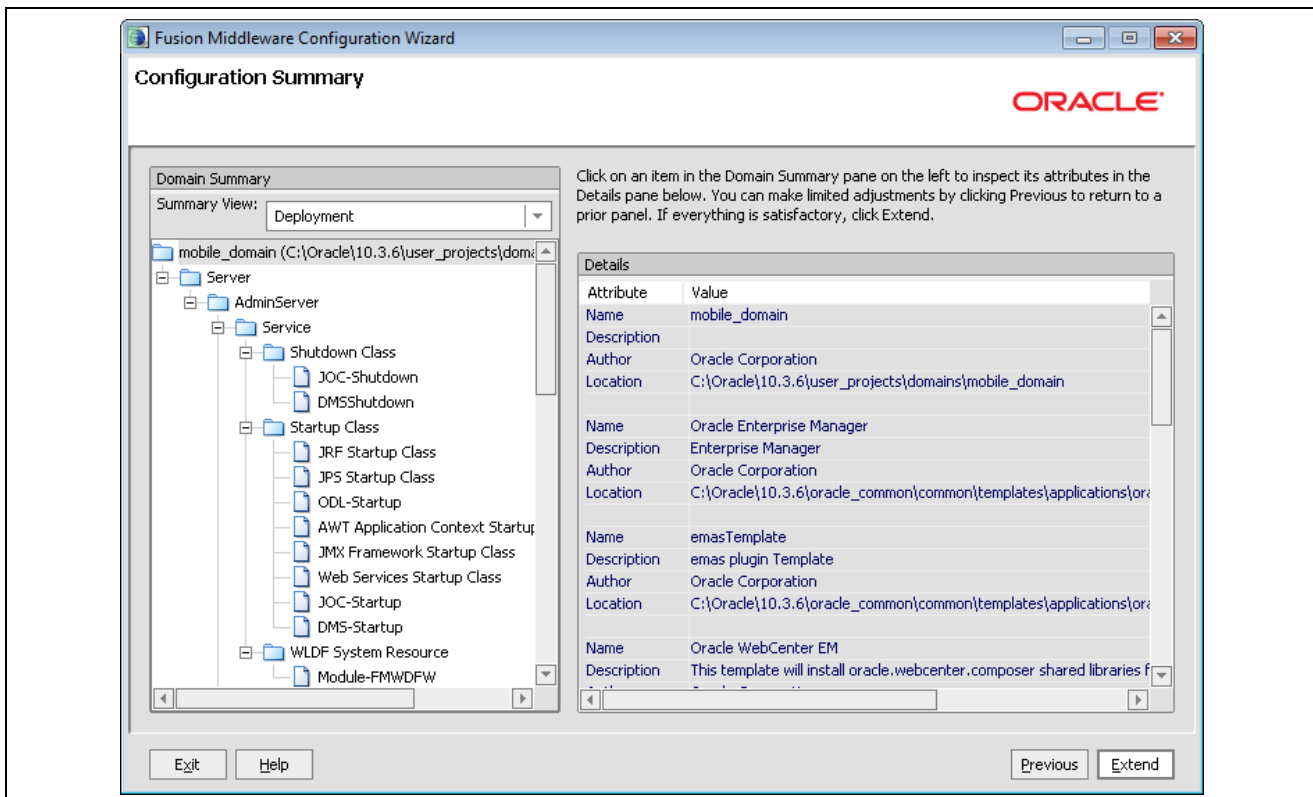 Fusion Middleware Configuration Wizard
Configuration Summary
ORACLE
Domain Summary
Summary View: Deployment
mobile_domain (C:\Oracle\10.3.6\user_projects\doma
Server
AdminServer
Service
Shutdown Class
JOC-Shutdown
DMSShutdown
Startup Class
JRF Startup Class
JPS Startup Class
ODL-Startup
AWT Application Context Startup
JMX Framework Startup Class
Web Services Startup Class
JOC-Startup
DMS-Startup
WLDF System Resource
Module-FMWDFW
Click on an item in the Domain Summary pane on the left to inspect its attributes in the
Details pane below. You can make limited adjustments by clicking Previous to return to a
prior panel. If everything is satisfactory, click Extend.
Details
Attribute Value
Name mobile_domain
Description
Author Oracle Corporation
Location C:\Oracle\10.3.6\user_projects\domains\mobile_domain
Name Oracle Enterprise Manager
Description Enterprise Manager
Author Oracle Corporation
Location C:\Oracle\10.3.6\oracle_common\common\templates\applications\ora
Name emasTemplate
Description emas plugin Template
Author Oracle Corporation
Location C:\Oracle\10.3.6\oracle_common\common\templates\applications\ora
Name Oracle WebCenter EM
Description This template will install oracle.webcenter.composer shared libraries f
Exit Help Previous Extend